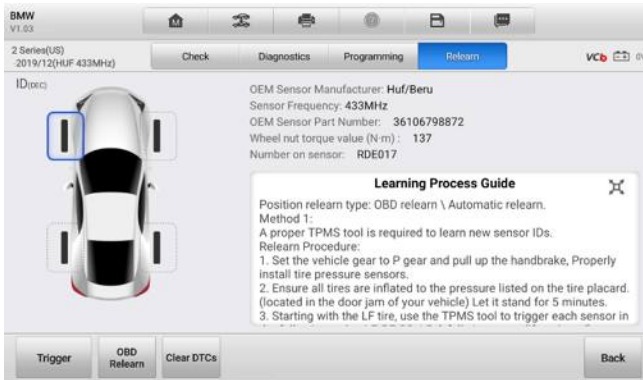 BMW
V1.03
2 Series(US)
2019/12(HUF 433MHz)
Check
Diagnostics
Programming
Relearn
VCb
ID(DEC)
OEM Sensor Manufacturer: Huf/Beru
Sensor Frequency: 433MHz
OEM Sensor Part Number: 36106798872
Wheel nut torque value (N·m) : 137
Number on sensor: RDE017
Learning Process Guide
Position relearn type: OBD relearn \ Automatic relearn.
Method 1:
A proper TPMS tool is required to learn new sensor IDs.
Relearn Procedure:
1. Set the vehicle gear to P gear and pull up the handbrake, Properly
install tire pressure sensors.
2. Ensure all tires are inflated to the pressure listed on the tire placard.
(located in the door jam of your vehicle) Let it stand for 5 minutes.
3. Starting with the LF tire, use the TPMS tool to trigger each sensor in
Trigger
OBD
Relearn
Clear DTCs
Back